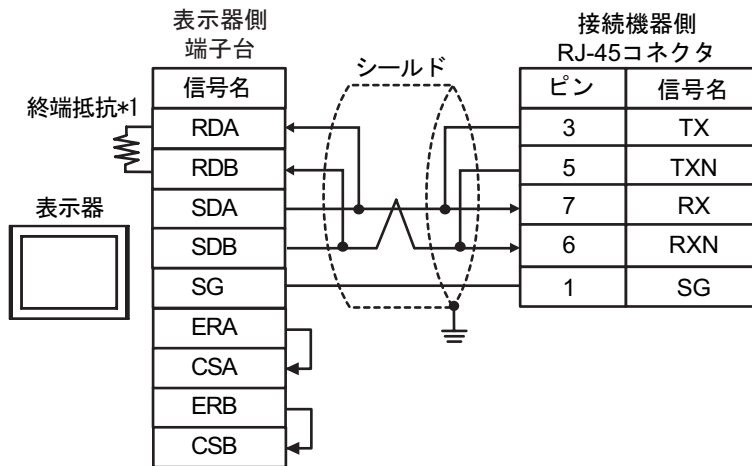 表示器側
端子台
接続機器側
RJ-45コネクタ
シールド
終端抵抗*1
表示器
信号名
RDA
RDB
SDA
SDB
SG
ERA
CSA
ERB
CSB
ピン 信号名
3 TX
5 TXN
7 RX
6 RXN
1 SG